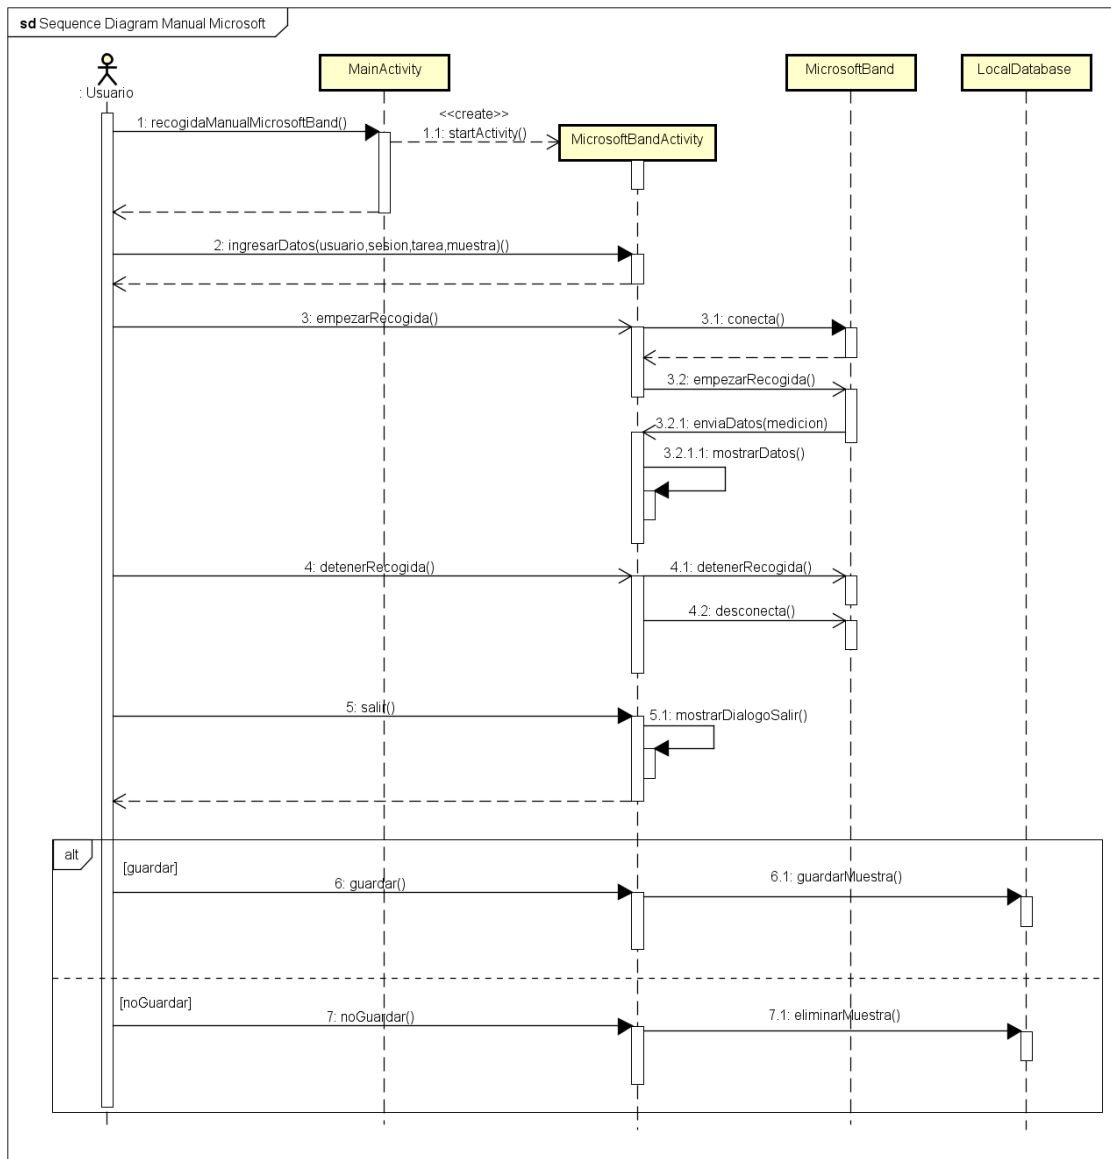 sd Sequence Diagram Manual Microsoft
: Usuario
MainActivity
MicrosoftBand
LocalDatabase
<<create>>
1: recogidaManualMicrosoftBand()
1.1: startActivity()
MicrosoftBandActivity
2: ingresarDatos(usuario,sesion,tarea,muestra)()
3: empezarRecogida()
3.1: conecta()
3.2: empezarRecogida()
3.2.1: enviaDatos(medicion)
3.2.1.1: mostrarDatos()
4: detenerRecogida()
4.1: detenerRecogida()
4.2: desconecta()
5: salir()
5.1: mostrarDialogoSalir()
alt
[guardar]
6: guardar()
6.1: guardarMuestra()
[noGuardar]
7: noGuardar()
7.1: eliminarMuestra()